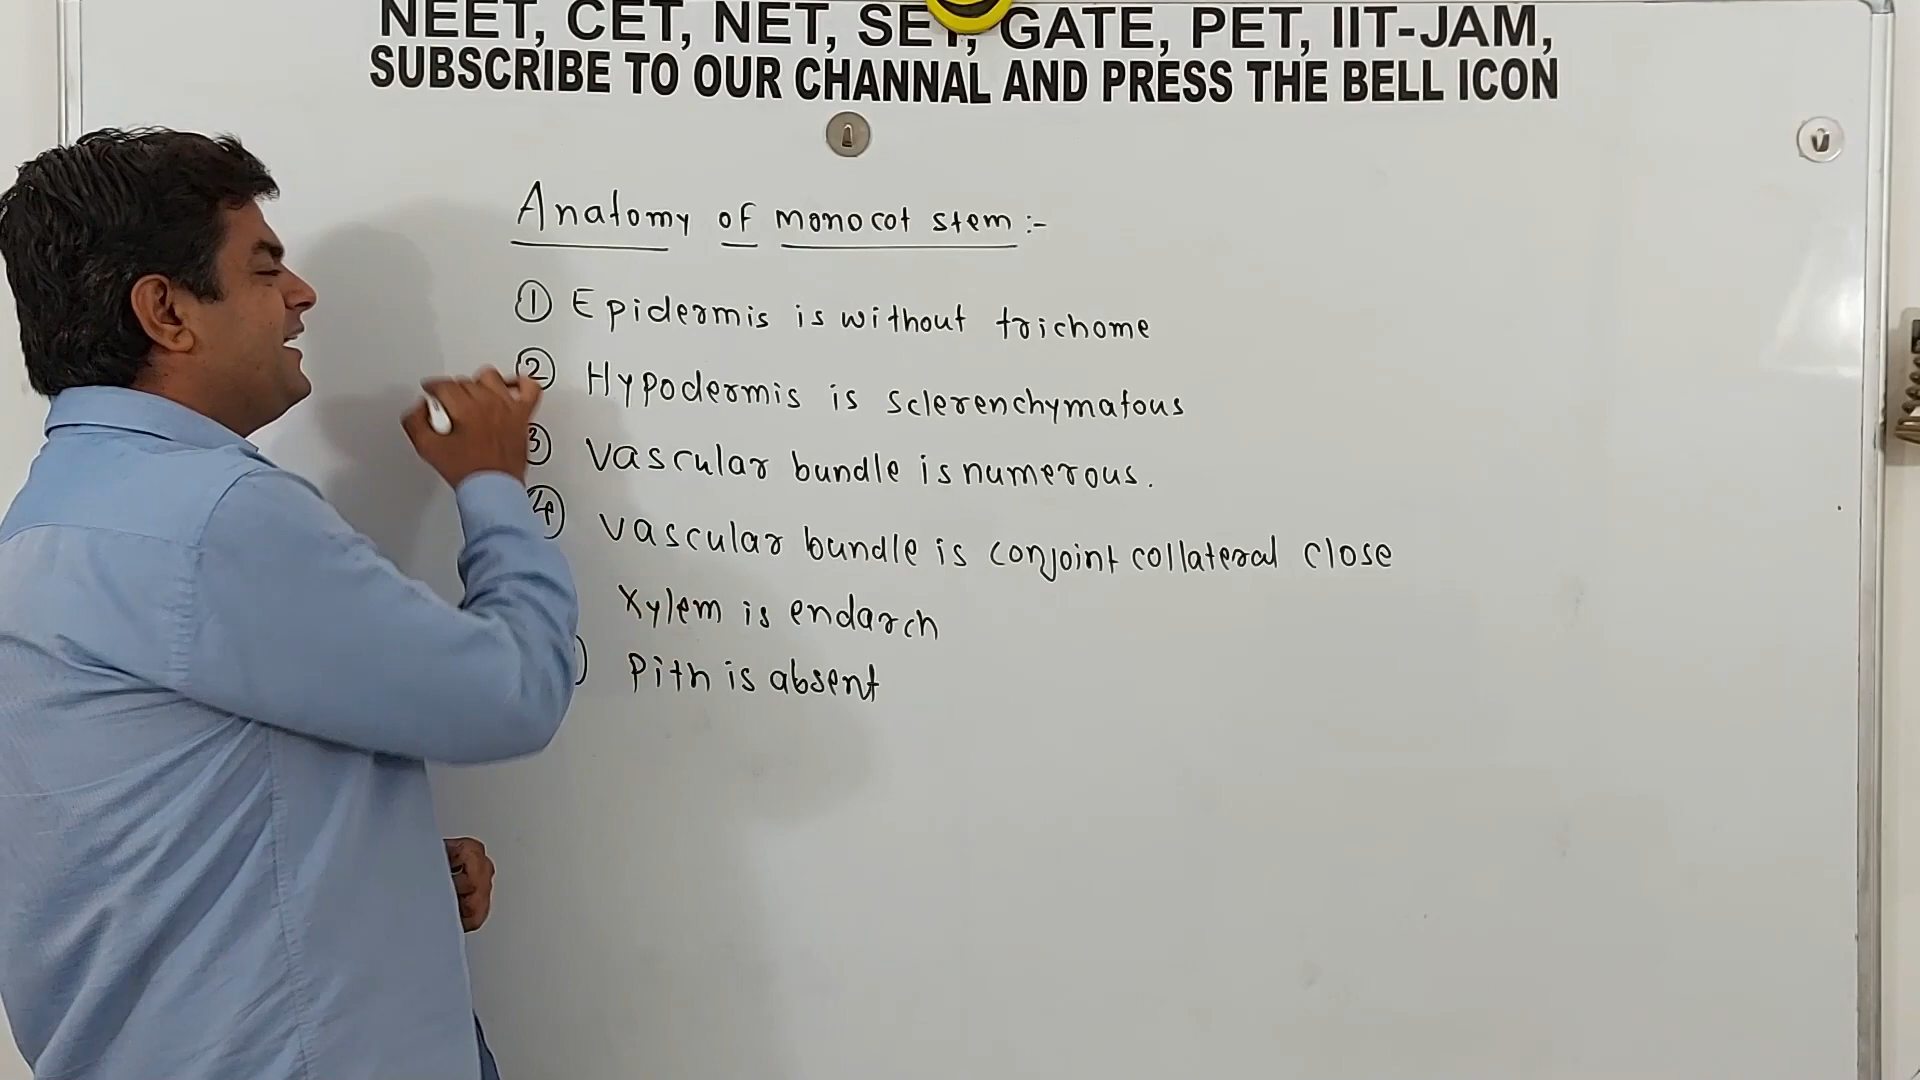 NEET, CET, NET, SET, GATE, PET, IIT-JAM,
SUBSCRIBE TO OUR CHANNAL AND PRESS THE BELL ICON
Anatomy of monocot stem :-
① Epidermis is without trichome
② Hypodermis is sclerenchymatous
③ Vascular bundle is numerous.
④ Vascular bundle is conjoint collateral close
Xylem is endarch
Pith is absent